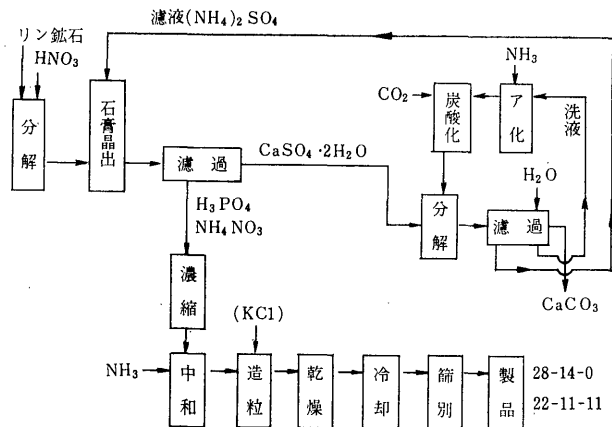 濾液(NH4)2SO4
リン鉱石
HNO3
分解
石膏晶出
濾過
CaSO4・2H2O
CO2
炭酸化
NH3
ア化
洗液
H2O
分解
濾過
CaCO3
H3PO4
NH4NO3
濃縮
(KCl)
NH3
中和
造粒
乾燥
冷却
篩別
製品
28-14-0
22-11-11